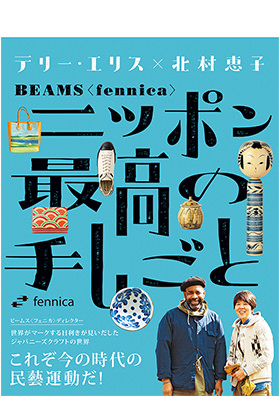 テリー・エリス×北村恵子
BEAMS〈fennica〉
ニッポン
最高の
手しごと
fennica
ビームス〈フェニカ〉ディレクター
世界がマークする目利きが見いだした
ジャパニーズクラフトの世界
これぞ今の時代の
民藝運動だ!